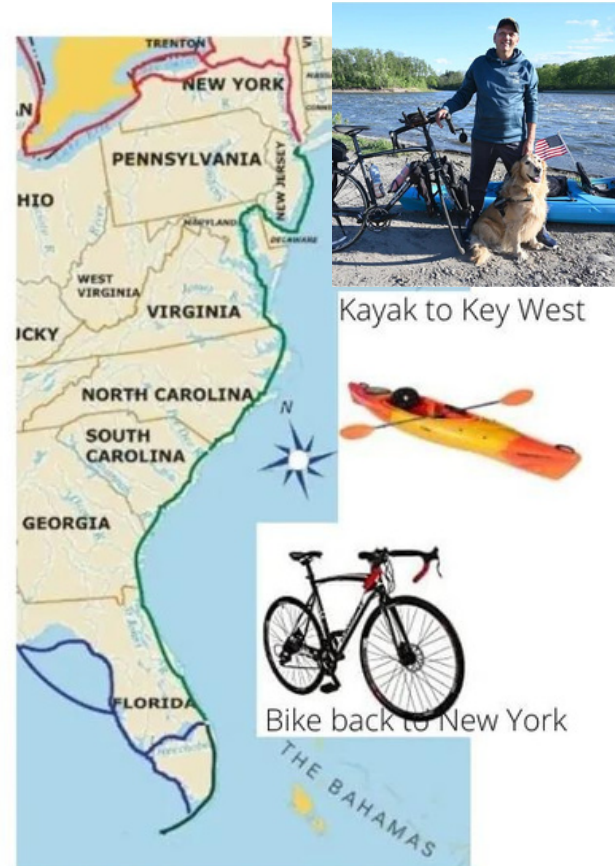 TRENTON
NEW YORK
PENNSYLVANIA
NEW JERSEY
HIO
MARYLAND
DELAWARE
WEST
VIRGINIA
VIRGINIA
Kayak to Key West
CKY
NORTH CAROLINA
N
SOUTH
CAROLINA
GEORGIA
FLORIDA
Bike back to New York
THE BAHAMAS